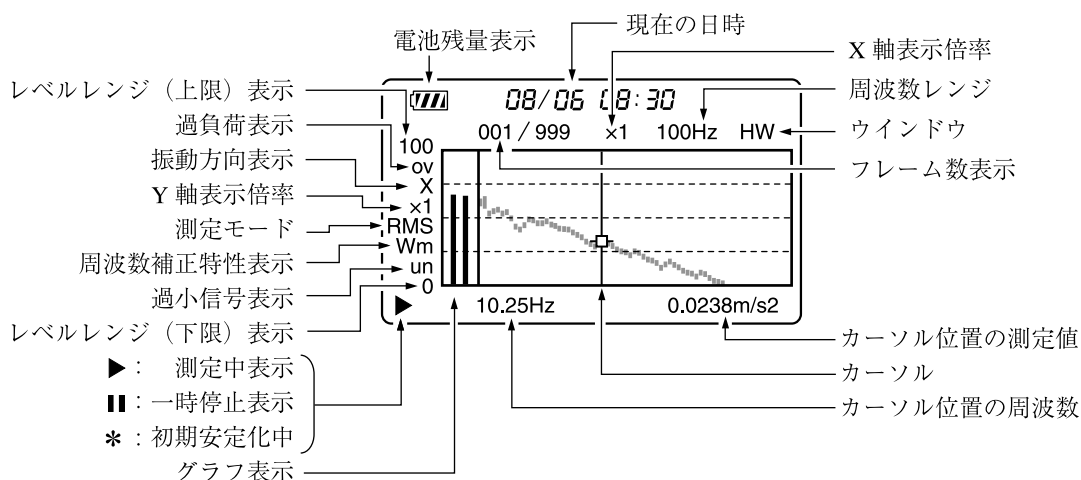 現在の日時
電池残量表示
X 軸表示倍率
レベルレンジ（上限）表示
周波数レンジ
過負荷表示
ウインドウ
振動方向表示
フレーム数表示
Y 軸表示倍率
測定モード
周波数補正特性表示
過小信号表示
レベルレンジ（下限）表示
08/06 08:30
001 / 999 ×1 100Hz HW
100
ov
X
×1
RMS
Wm
un
0
▶ 10.25Hz 0.0238m/s2
▶： 測定中表示
❚❚：一時停止表示
＊：初期安定化中
グラフ表示
カーソル位置の測定値
カーソル
カーソル位置の周波数